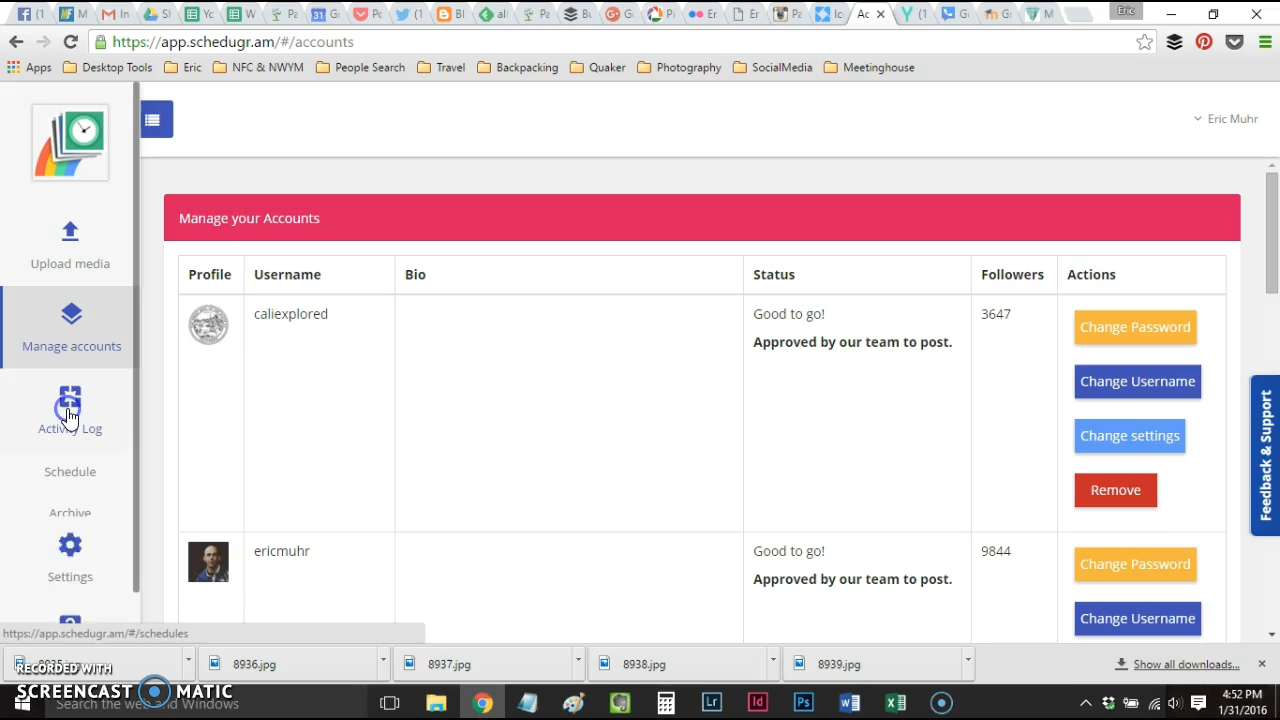 Eric
https://app.schedugr.am/#/accounts
Apps Desktop Tools Eric NFC & NWYM People Search Travel Backpacking Quaker Photography SocialMedia Meetinghouse
Eric Muhr
Upload media
Manage accounts
Activity Log
Schedule
Archive
Settings
Manage your Accounts
Profile Username Bio Status Followers Actions
caliexplored Good to go! 3647 Change Password
Approved by our team to post.
Change Username
Change settings
Remove
ericmuhr Good to go! 9844 Change Password
Approved by our team to post.
Change Username
Feedback & Support
https://app.schedugr.am/#/schedules
8936.jpg 8937.jpg 8938.jpg 8939.jpg Show all downloads...
RECORDED WITH
SCREENCAST MATIC
Search the web and Windows
Lr Id Ps
4:52 PM
1/31/2016